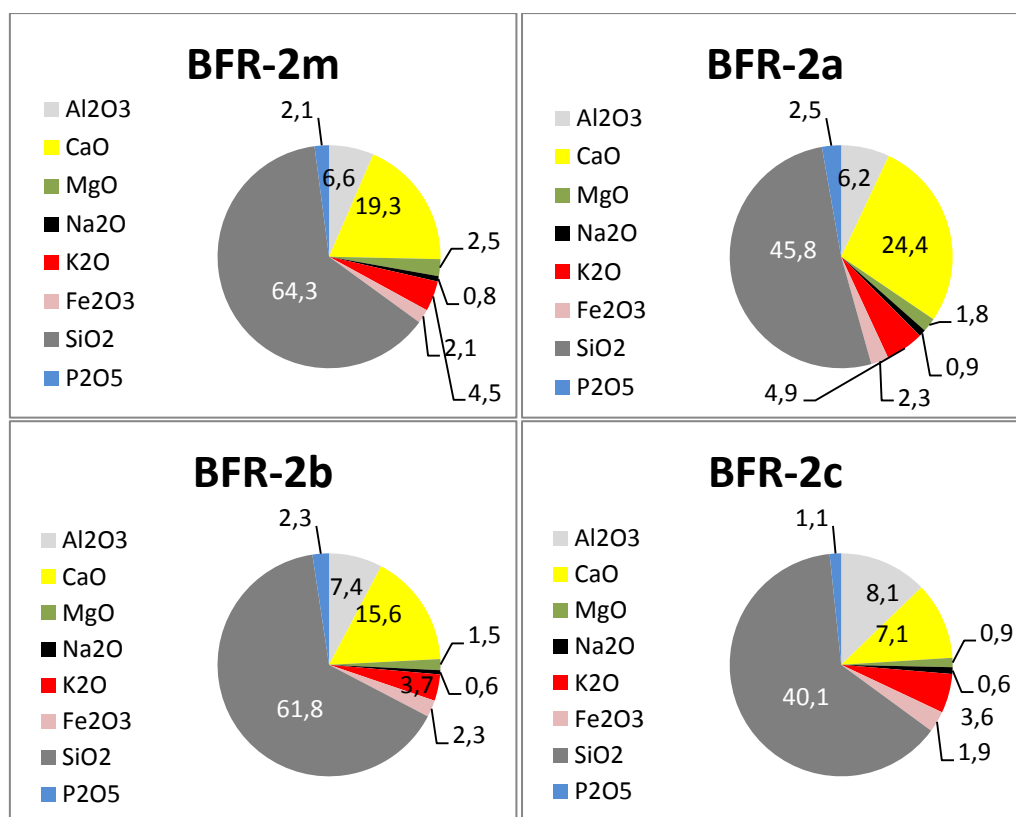 BFR-2m
Al2O3
CaO
MgO
Na2O
K2O
Fe2O3
SiO2
P2O5
2,1
6,6
19,3
2,5
0,8
4,5
2,1
64,3
BFR-2a
Al2O3
CaO
MgO
Na2O
K2O
Fe2O3
SiO2
P2O5
2,5
6,2
24,4
1,8
0,9
2,3
4,9
45,8
BFR-2b
Al2O3
CaO
MgO
Na2O
K2O
Fe2O3
SiO2
P2O5
2,3
7,4
15,6
1,5
0,6
3,7
2,3
61,8
BFR-2c
Al2O3
CaO
MgO
Na2O
K2O
Fe2O3
SiO2
P2O5
1,1
8,1
7,1
0,9
0,6
3,6
1,9
40,1